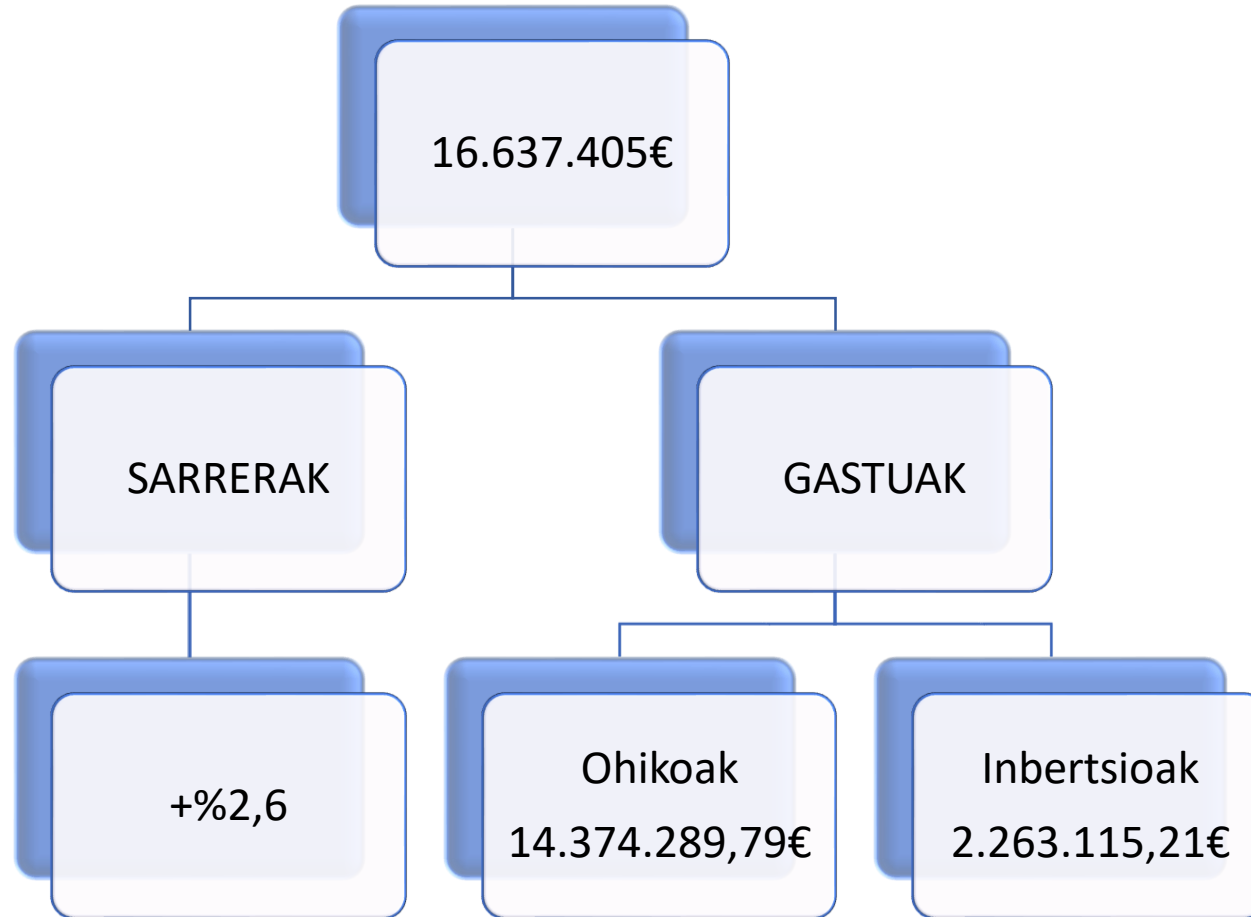 16.637.405€
SARRERAK
GASTUAK
+%2,6
Ohikoak
14.374.289,79€
Inbertsioak
2.263.115,21€